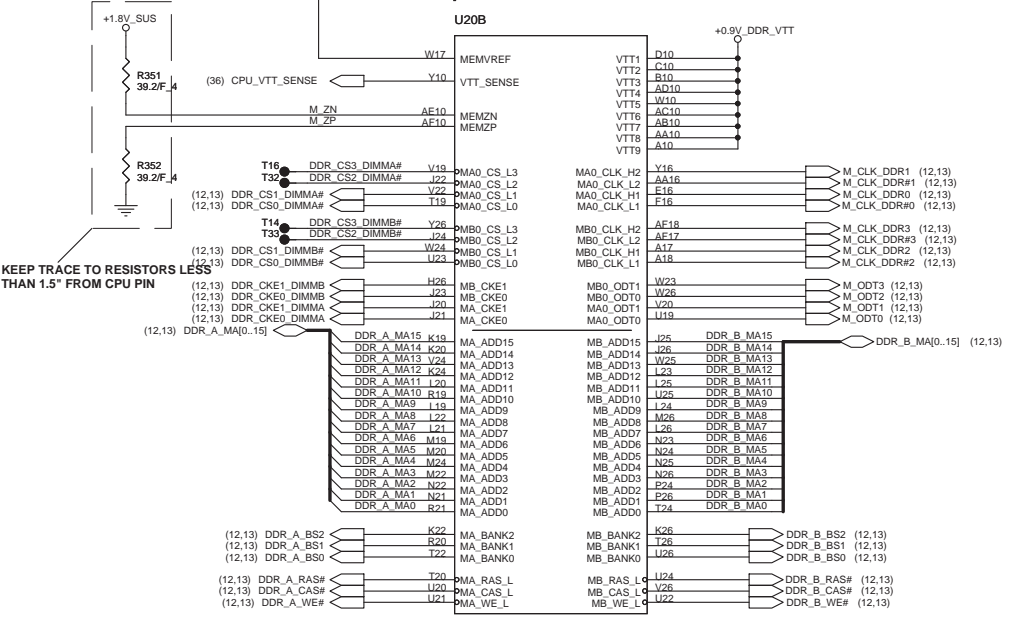 U20B
+1.8V_SUS
+0.9V_DDR_VTT
R351
39.2/F_4
R352
39.2/F_4
KEEP TRACE TO RESISTORS LESS
THAN 1.5" FROM CPU PIN
W17 MEMVREF
(36) CPU_VTT_SENSE Y10 VTT_SENSE
M_ZN AE10 MEMZN
M_ZP AF10 MEMZP
VTT1 D10
VTT2 C10
VTT3 B10
VTT4 AD10
VTT5 W10
VTT6 AC10
VTT7 AB10
VTT8 AA10
VTT9 A10
T16 DDR_CS3_DIMMA# V19 MA0_CS_L3
T32 DDR_CS2_DIMMA# J22 MA0_CS_L2
(12,13) DDR_CS1_DIMMA# V22 MA0_CS_L1
(12,13) DDR_CS0_DIMMA# T19 MA0_CS_L0
MA0_CLK_H2 Y16 M_CLK_DDR1 (12,13)
MA0_CLK_L2 AA16 M_CLK_DDR#1 (12,13)
MA0_CLK_H1 E16 M_CLK_DDR0 (12,13)
MA0_CLK_L1 F16 M_CLK_DDR#0 (12,13)
T14 DDR_CS3_DIMMB# Y26 MB0_CS_L3
T33 DDR_CS2_DIMMB# J24 MB0_CS_L2
(12,13) DDR_CS1_DIMMB# W24 MB0_CS_L1
(12,13) DDR_CS0_DIMMB# U23 MB0_CS_L0
MB0_CLK_H2 AF18 M_CLK_DDR3 (12,13)
MB0_CLK_L2 AF17 M_CLK_DDR#3 (12,13)
MB0_CLK_H1 A17 M_CLK_DDR2 (12,13)
MB0_CLK_L1 A18 M_CLK_DDR#2 (12,13)
(12,13) DDR_CKE1_DIMMB H26 MB_CKE1
(12,13) DDR_CKE0_DIMMB J23 MB_CKE0
(12,13) DDR_CKE1_DIMMA J20 MA_CKE1
(12,13) DDR_CKE0_DIMMA J21 MA_CKE0
MB0_ODT1 W23 M_ODT3 (12,13)
MB0_ODT0 W26 M_ODT2 (12,13)
MA0_ODT1 V20 M_ODT1 (12,13)
MA0_ODT0 U19 M_ODT0 (12,13)
(12,13) DDR_A_MA[0..15]
DDR_A_MA15 K19 MA_ADD15
DDR_A_MA14 K20 MA_ADD14
DDR_A_MA13 V24 MA_ADD13
DDR_A_MA12 K24 MA_ADD12
DDR_A_MA11 L20 MA_ADD11
DDR_A_MA10 R19 MA_ADD10
DDR_A_MA9 L19 MA_ADD9
DDR_A_MA8 L22 MA_ADD8
DDR_A_MA7 L21 MA_ADD7
DDR_A_MA6 M19 MA_ADD6
DDR_A_MA5 M20 MA_ADD5
DDR_A_MA4 M24 MA_ADD4
DDR_A_MA3 M22 MA_ADD3
DDR_A_MA2 N22 MA_ADD2
DDR_A_MA1 N21 MA_ADD1
DDR_A_MA0 R21 MA_ADD0
MB_ADD15 J25 DDR_B_MA15
MB_ADD14 J26 DDR_B_MA14
MB_ADD13 W25 DDR_B_MA13
MB_ADD12 L23 DDR_B_MA12
MB_ADD11 L25 DDR_B_MA11
MB_ADD10 U25 DDR_B_MA10
MB_ADD9 L24 DDR_B_MA9
MB_ADD8 M26 DDR_B_MA8
MB_ADD7 L26 DDR_B_MA7
MB_ADD6 N23 DDR_B_MA6
MB_ADD5 N24 DDR_B_MA5
MB_ADD4 N25 DDR_B_MA4
MB_ADD3 N26 DDR_B_MA3
MB_ADD2 P24 DDR_B_MA2
MB_ADD1 P26 DDR_B_MA1
MB_ADD0 T24 DDR_B_MA0
DDR_B_MA[0..15] (12,13)
(12,13) DDR_A_BS2 K22 MA_BANK2
(12,13) DDR_A_BS1 R20 MA_BANK1
(12,13) DDR_A_BS0 T22 MA_BANK0
MB_BANK2 K26 DDR_B_BS2 (12,13)
MB_BANK1 T26 DDR_B_BS1 (12,13)
MB_BANK0 U26 DDR_B_BS0 (12,13)
(12,13) DDR_A_RAS# T20 MA_RAS_L
(12,13) DDR_A_CAS# U20 MA_CAS_L
(12,13) DDR_A_WE# U21 MA_WE_L
MB_RAS_L U24 DDR_B_RAS# (12,13)
MB_CAS_L V26 DDR_B_CAS# (12,13)
MB_WE_L U22 DDR_B_WE# (12,13)